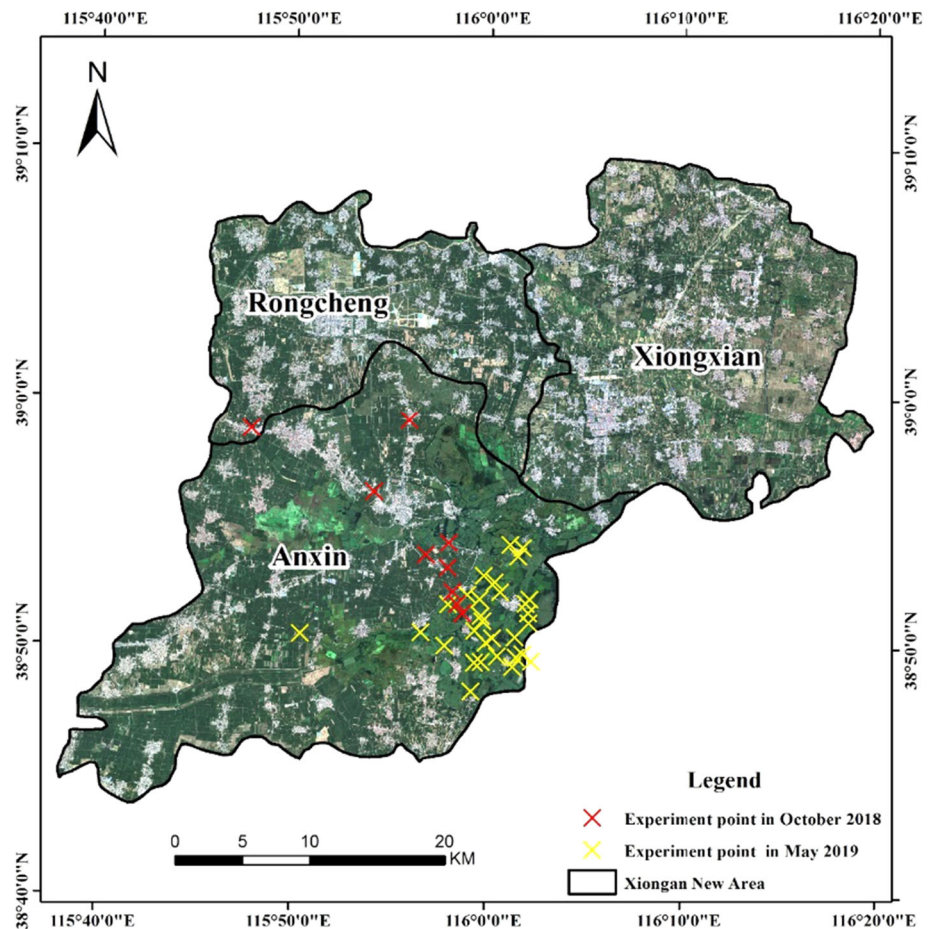 115°40'0"E 115°50'0"E 116°0'0"E 116°10'0"E 116°20'0"E
N
39°10'0"N
39°10'0"N
Rongcheng
Xiongxian
39°0'0"N
39°0'0"N
Anxin
38°50'0"N
38°50'0"N
Legend
Experiment point in October 2018
0 5 10 20
KM
Experiment point in May 2019
Xiongan New Area
38°40'0"N
38°40'0"N
115°40'0"E 115°50'0"E 116°0'0"E 116°10'0"E 116°20'0"E